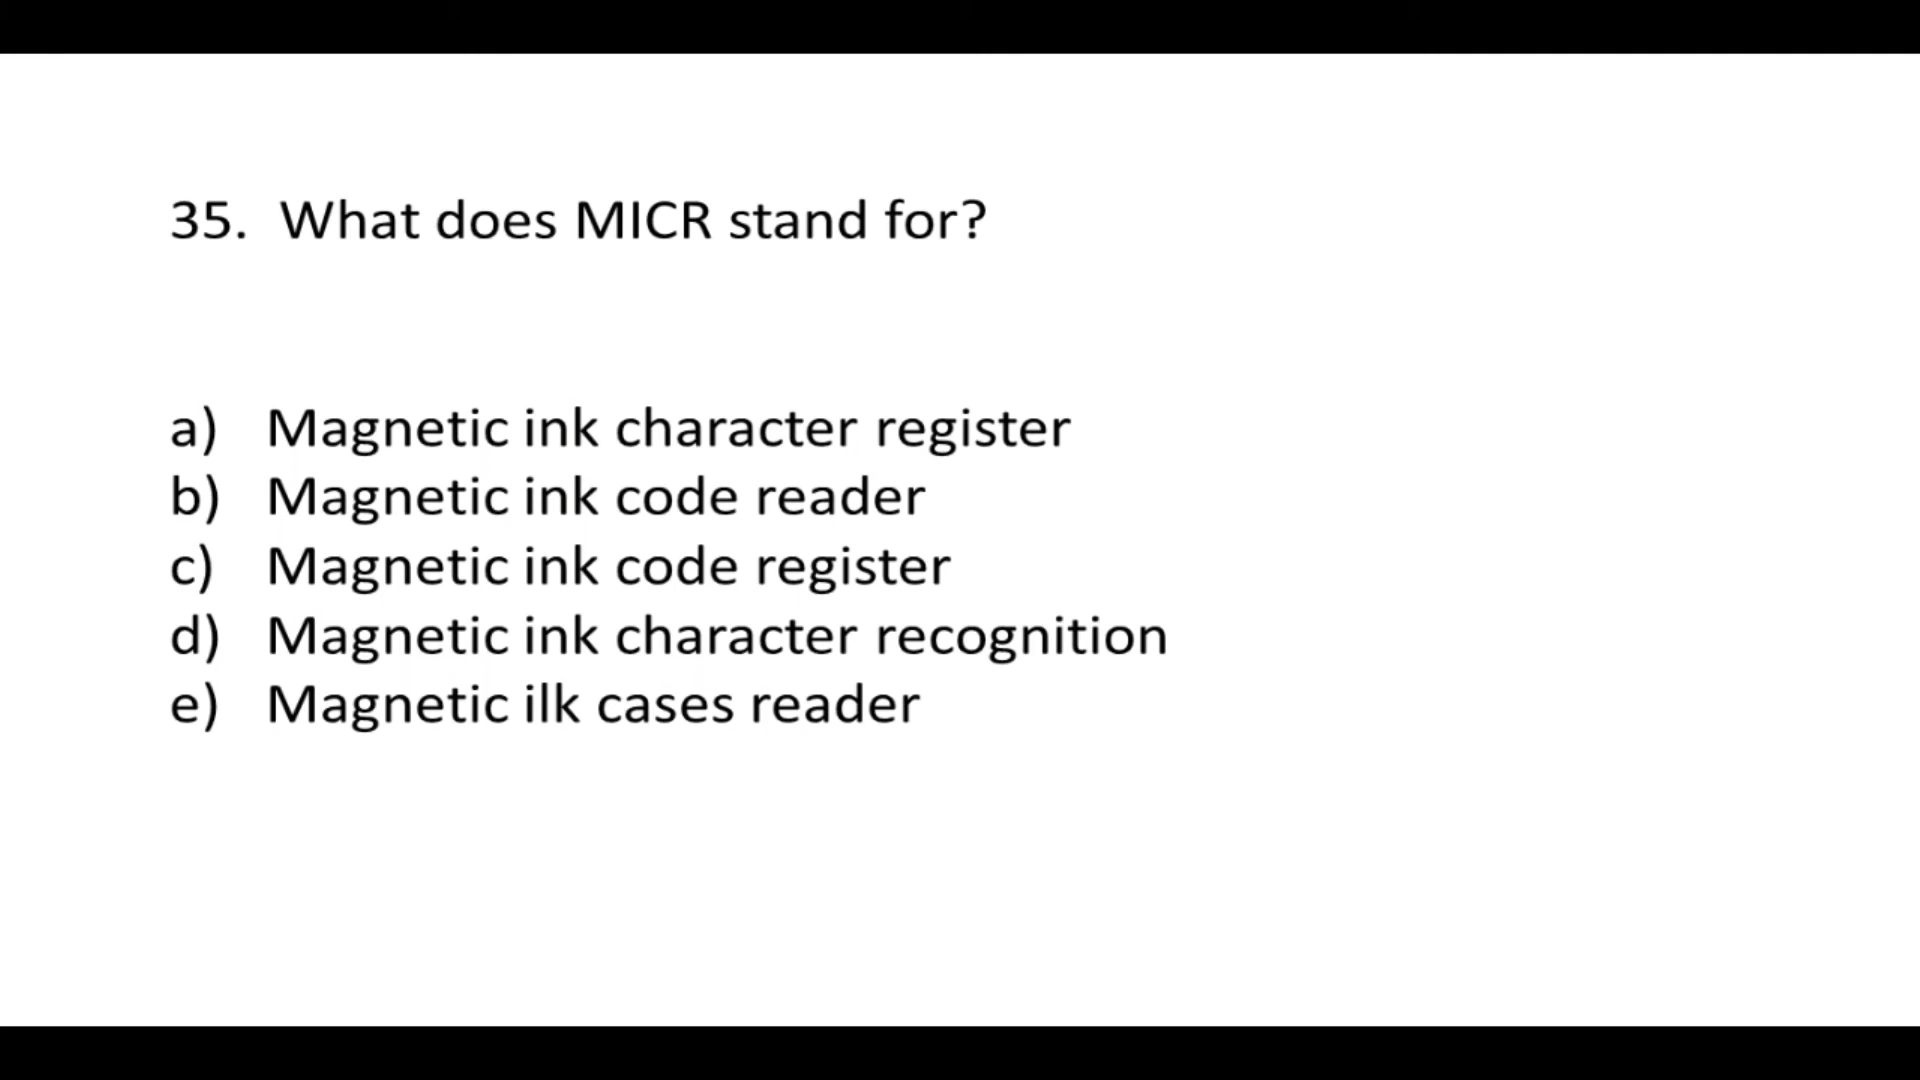 35. What does MICR stand for?
a) Magnetic ink character register
b) Magnetic ink code reader
c) Magnetic ink code register
d) Magnetic ink character recognition
e) Magnetic ilk cases reader